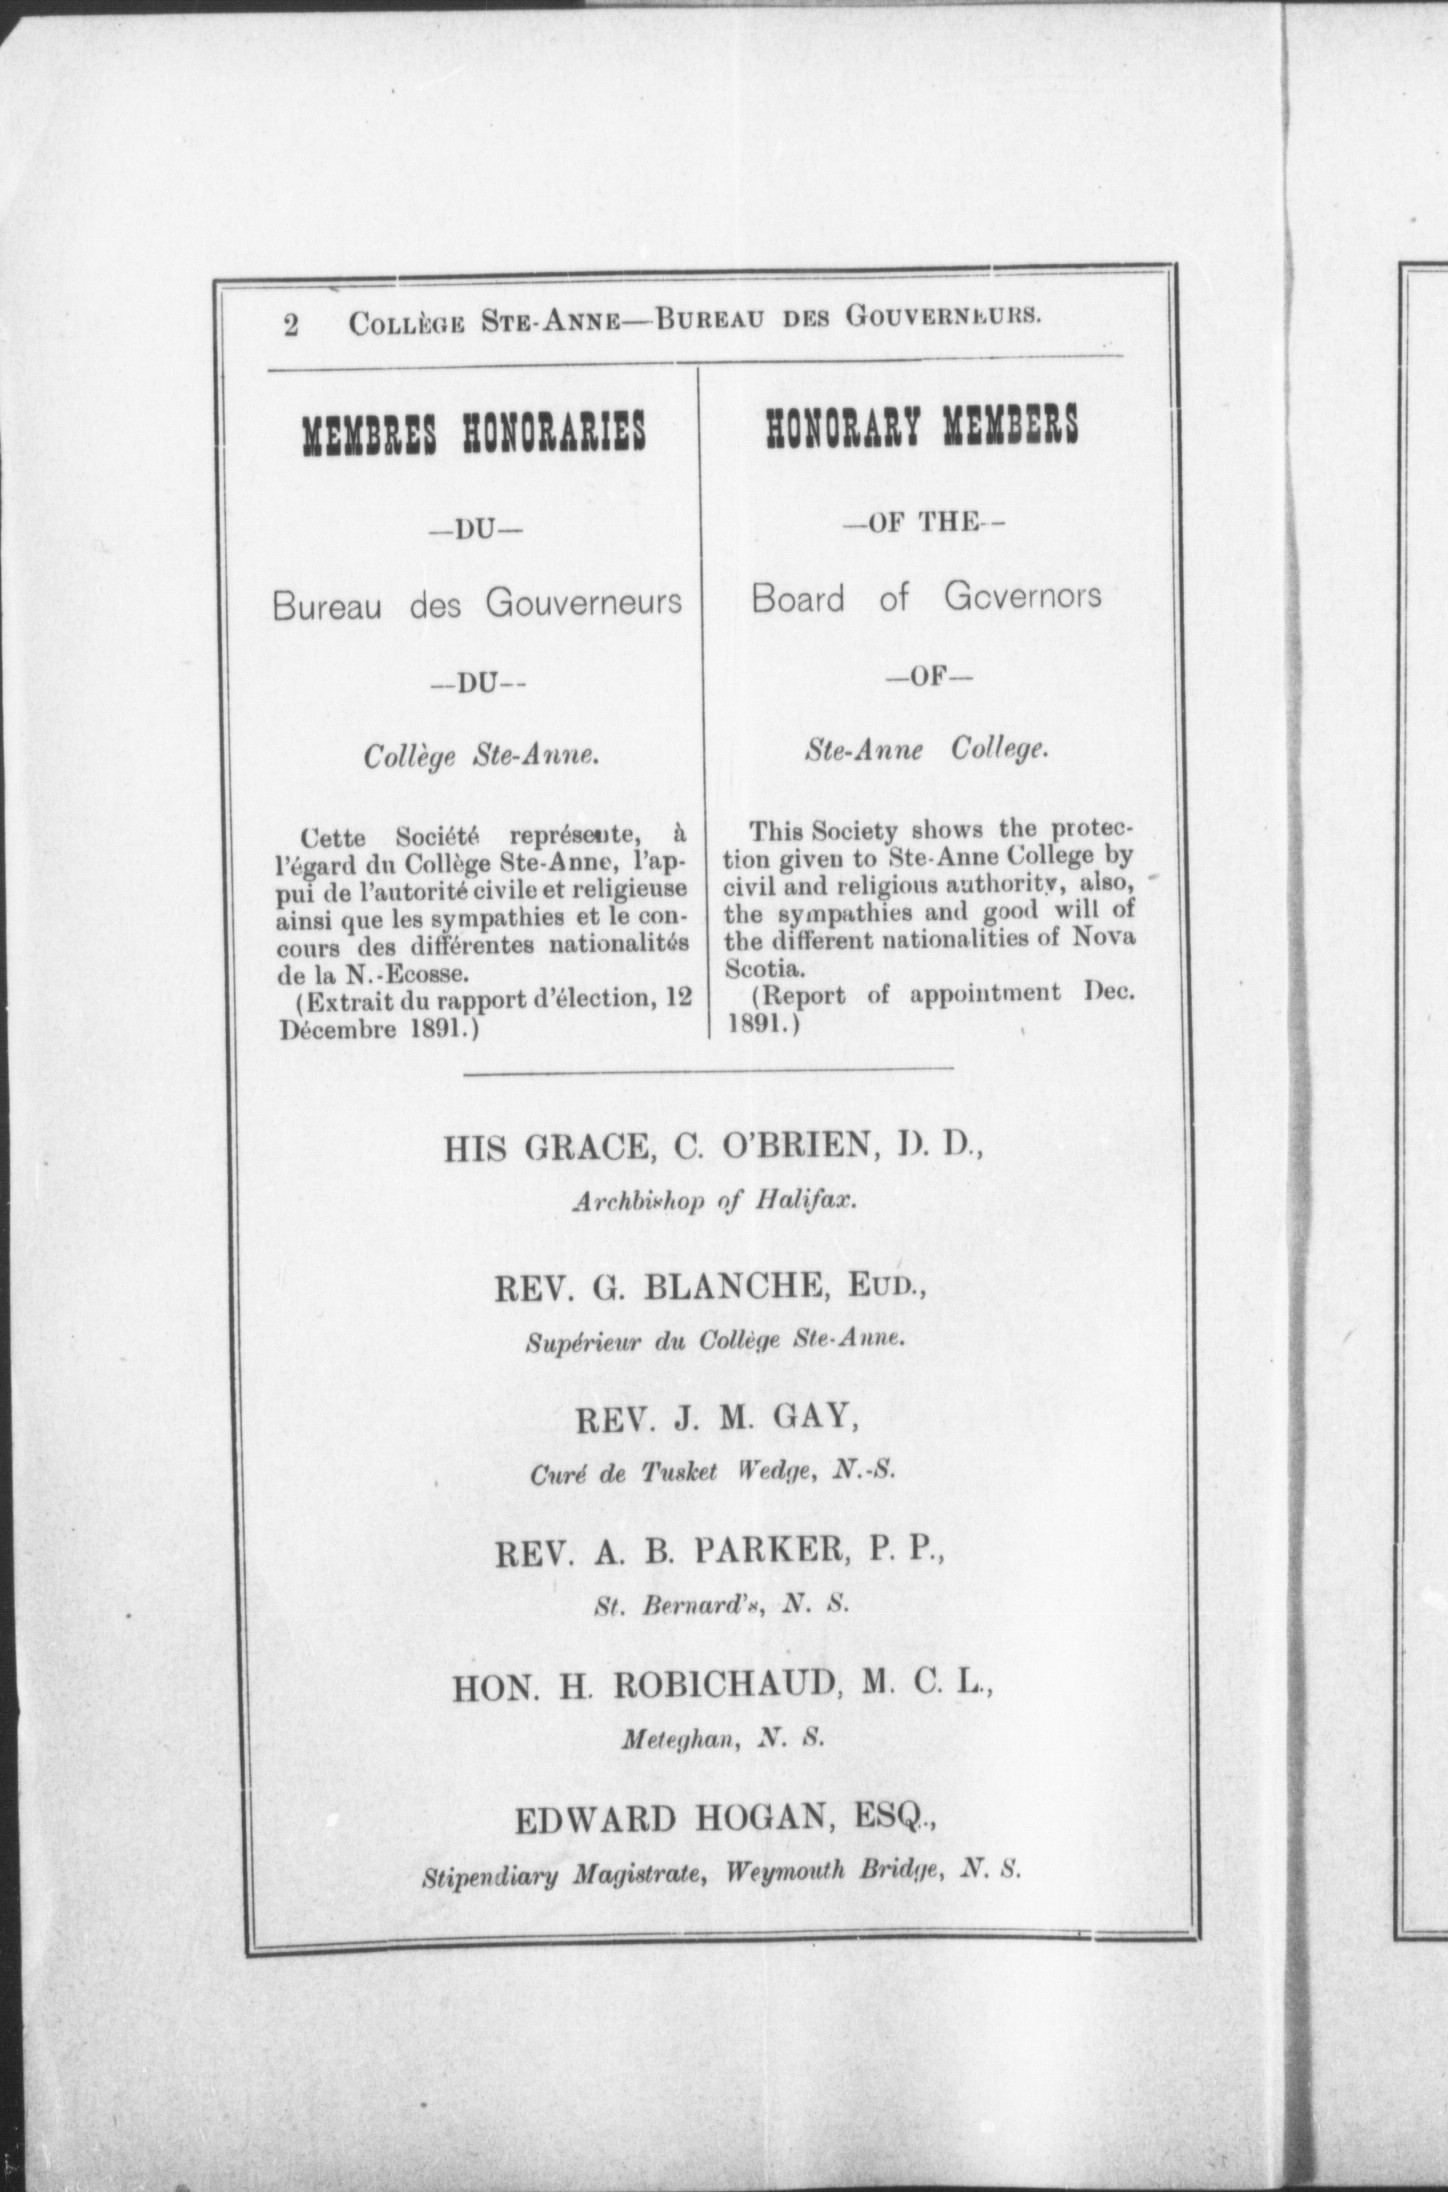 2 COLLÈGE STE-ANNE—BUREAU DES GOUVERNEURS.
MEMBRES HONORARIES
—DU—
Bureau des Gouverneurs
—DU—
Collège Ste-Anne.
Cette Société représente, à
l'égard du Collège Ste-Anne, l'ap-
pui de l'autorité civile et religieuse
ainsi que les sympathies et le con-
cours des différentes nationalités
de la N.-Ecosse.
(Extrait du rapport d'élection, 12
Décembre 1891.)
HONORARY MEMBERS
—OF THE—
Board of Governors
—OF—
Ste-Anne College.
This Society shows the protec-
tion given to Ste-Anne College by
civil and religious authority, also,
the sympathies and good will of
the different nationalities of Nova
Scotia.
(Report of appointment Dec.
1891.)
HIS GRACE, C. O'BRIEN, D. D.,
Archbishop of Halifax.
REV. G. BLANCHE, EUD.,
Supérieur du Collège Ste-Anne.
REV. J. M. GAY,
Curé de Tusket Wedge, N.-S.
REV. A. B. PARKER, P. P.,
St. Bernard's, N. S.
HON. H. ROBICHAUD, M. C. L.,
Meteghan, N. S.
EDWARD HOGAN, ESQ.,
Stipendiary Magistrate, Weymouth Bridge, N. S.